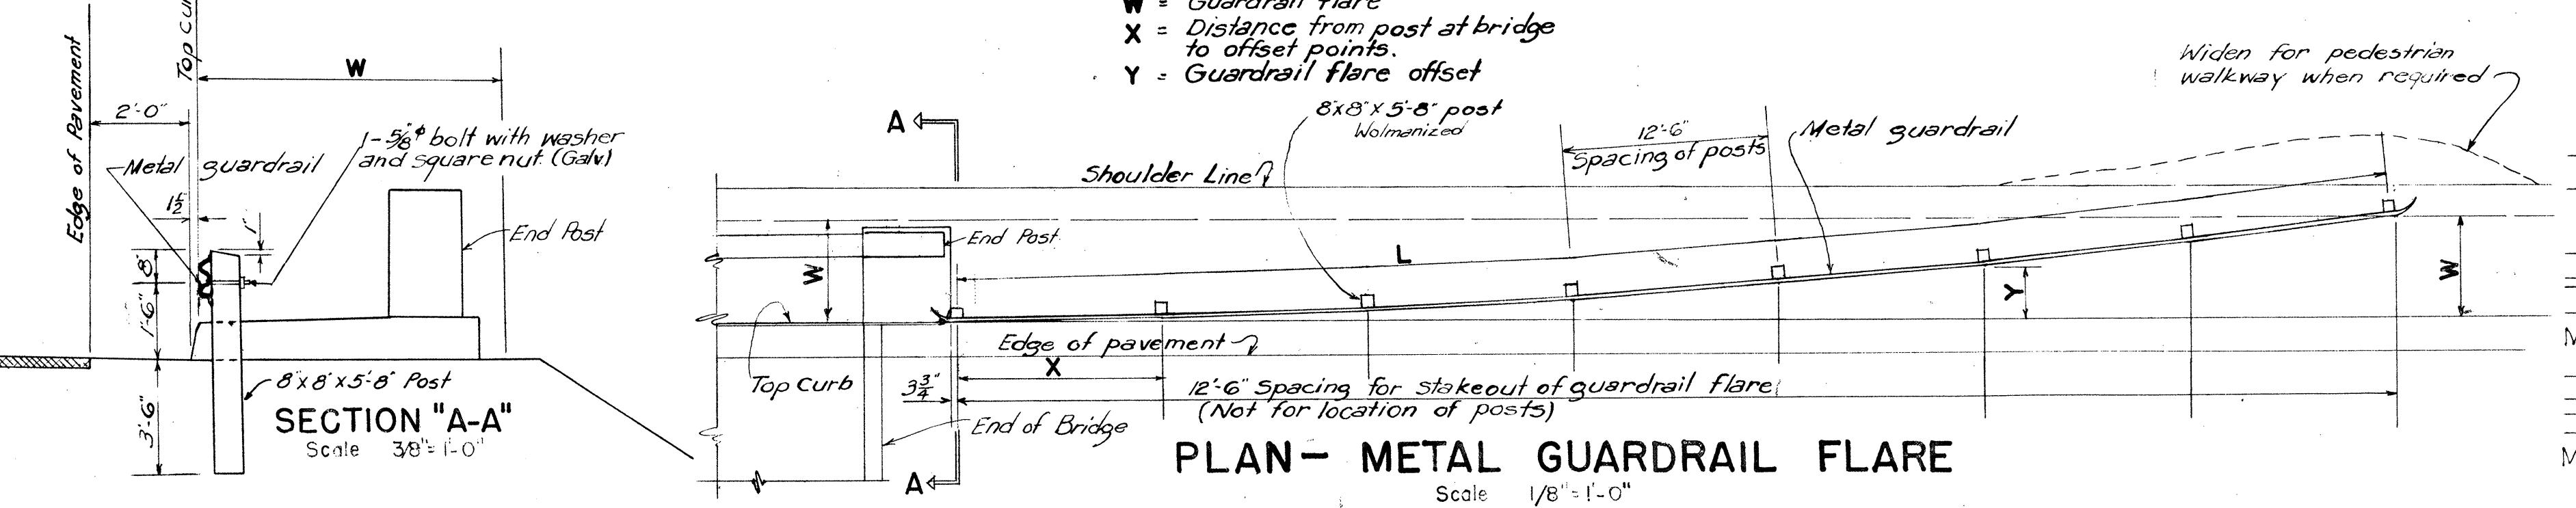 W = Guardrail flare
X = Distance from post at bridge
to offset points.
Y = Guardrail flare offset
Edge of Pavement
W
2'-0"
1-5/8"ϕ bolt with washer
and square nut. (Galv)
Metal guardrail
1"
End Post
8"
1'-6"
8"x8"x5'-8" Post
3'-6"
SECTION "A-A"
Scale 3/8"=1'-0"
Widen for pedestrian
walkway when required
A
8"x8"x5'-8" post
Wolmanized
12'-6"
Spacing of posts
Metal guardrail
Shoulder Line
End Post
W
L
Y
W
Edge of pavement
X
Top Curb
3 3/4"
12'-6" Spacing for stakeout of guardrail flare
(Not for location of posts)
End of Bridge
A
PLAN- METAL GUARDRAIL FLARE
Scale 1/8"=1'-0"